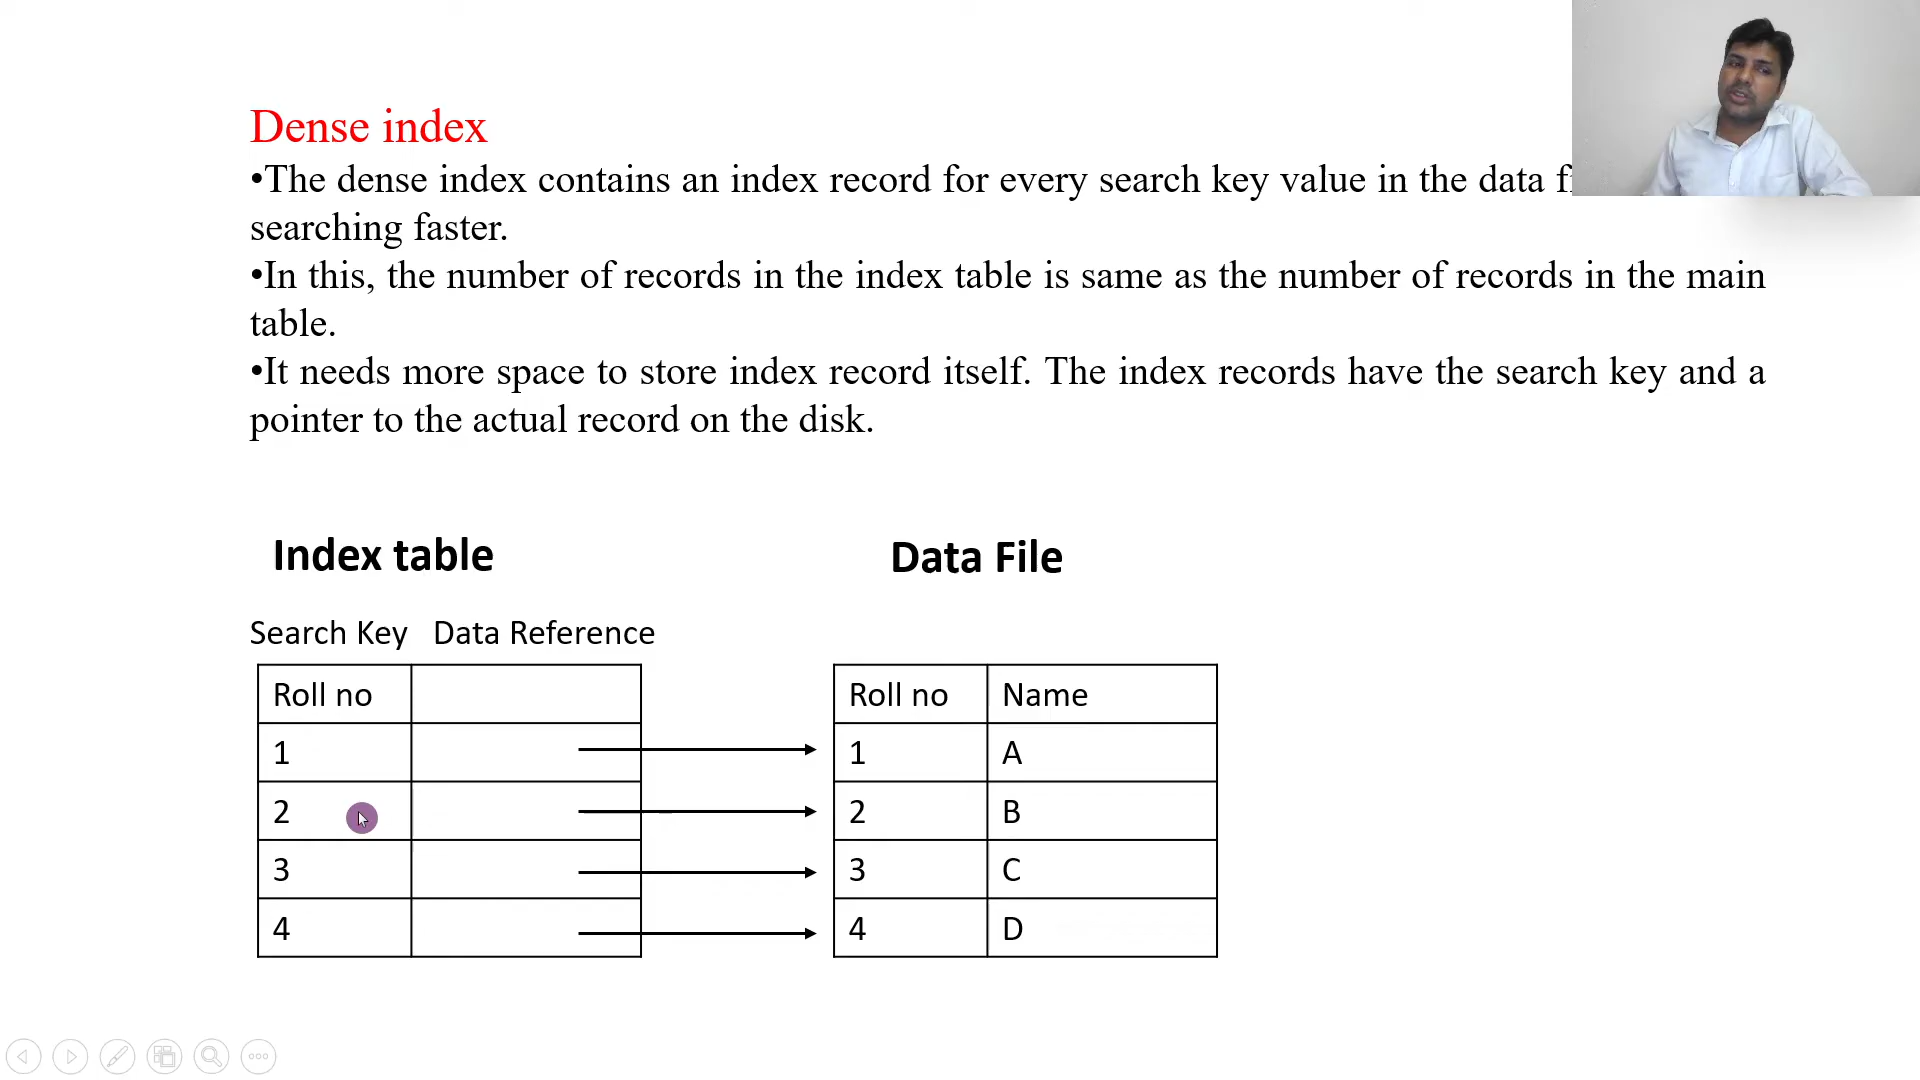 Dense index
•The dense index contains an index record for every search key value in the data
searching faster.
•In this, the number of records in the index table is same as the number of records in the main
table.
•It needs more space to store index record itself. The index records have the search key and a
pointer to the actual record on the disk.
Index table
Data File
Search Key Data Reference
Roll no
1
2
3
4
Roll no Name
1 A
2 B
3 C
4 D